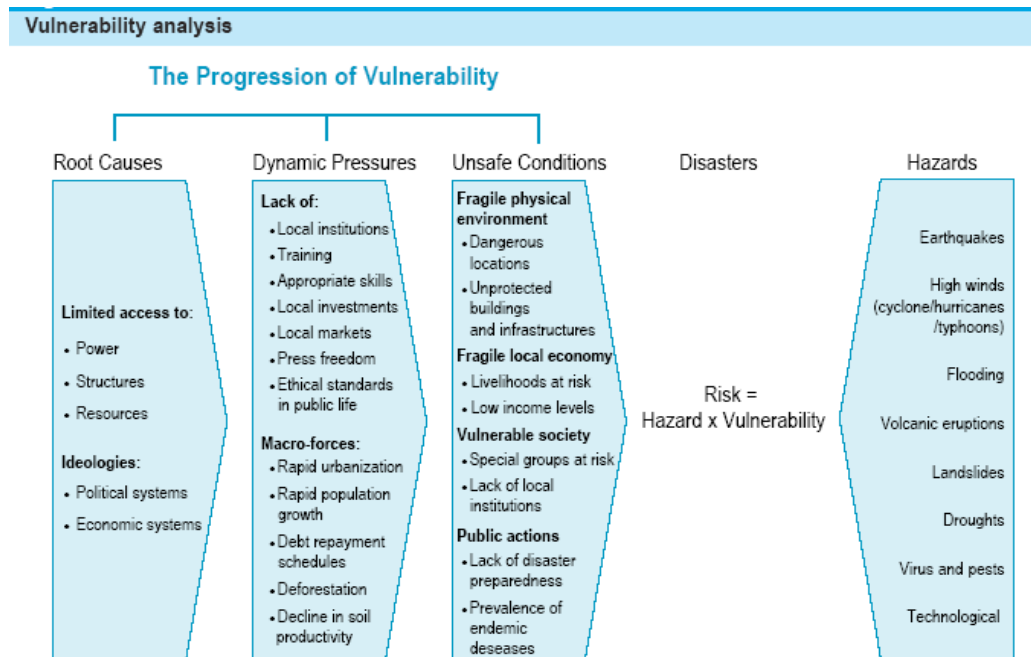 Vulnerability analysis
The Progression of Vulnerability
Root Causes
Limited access to:
• Power
• Structures
• Resources
Ideologies:
• Political systems
• Economic systems
Dynamic Pressures
Lack of:
• Local institutions
• Training
• Appropriate skills
• Local investments
• Local markets
• Press freedom
• Ethical standards
in public life
Macro-forces:
• Rapid urbanization
• Rapid population
growth
• Debt repayment
schedules
• Deforestation
• Decline in soil
productivity
Unsafe Conditions
Fragile physical
environment
• Dangerous
locations
• Unprotected
buildings
and infrastructures
Fragile local economy
• Livelihoods at risk
• Low income levels
Vulnerable society
• Special groups at risk
• Lack of local
institutions
Public actions
• Lack of disaster
preparedness
• Prevalence of
endemic
deseases
Disasters
Risk =
Hazard x Vulnerability
Hazards
Earthquakes
High winds
(cyclone/hurricanes
/typhoons)
Flooding
Volcanic eruptions
Landslides
Droughts
Virus and pests
Technological